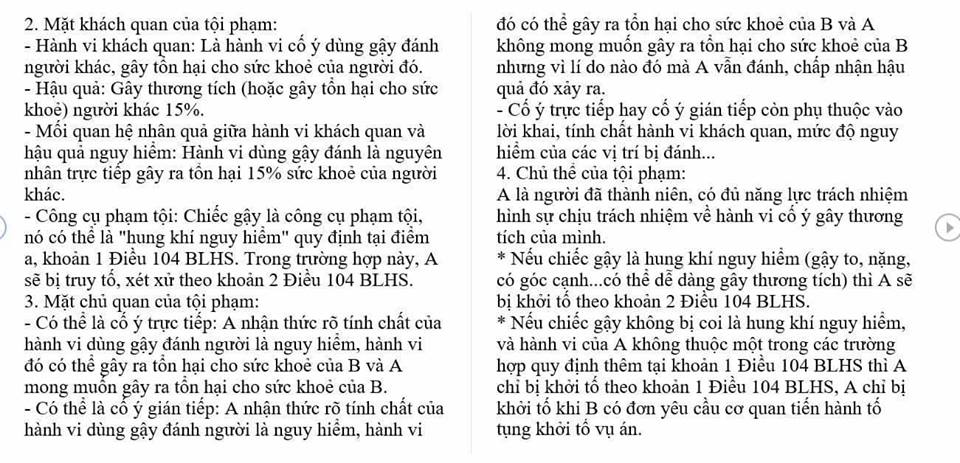 2. Mặt khách quan của tội phạm:
- Hành vi khách quan: Là hành vi cố ý dùng gậy đánh
người khác, gây tổn hại cho sức khoẻ của người đó.
- Hậu quả: Gây thương tích (hoặc gây tổn hại cho sức
khoẻ) người khác 15%.
- Mối quan hệ nhân quả giữa hành vi khách quan và
hậu quả nguy hiểm: Hành vi dùng gậy đánh là nguyên
nhân trực tiếp gây ra tổn hại 15% sức khoẻ của người
khác.
- Công cụ phạm tội: Chiếc gậy là công cụ phạm tội,
nó có thể là "hung khí nguy hiểm" quy định tại điểm
a, khoản 1 Điều 104 BLHS. Trong trường hợp này, A
sẽ bị truy tố, xét xử theo khoản 2 Điều 104 BLHS.
3. Mặt chủ quan của tội phạm:
- Có thể là cố ý trực tiếp: A nhận thức rõ tính chất của
hành vi dùng gậy đánh người là nguy hiểm, hành vi
đó có thể gây ra tổn hại cho sức khoẻ của B và A
mong muốn gây ra tổn hại cho sức khoẻ của B.
- Có thể là cố ý gián tiếp: A nhận thức rõ tính chất của
hành vi dùng gậy đánh người là nguy hiểm, hành vi
đó có thể gây ra tổn hại cho sức khoẻ của B và A
không mong muốn gây ra tổn hại cho sức khoẻ của B
nhưng vì lí do nào đó mà A vẫn đánh, chấp nhận hậu
quả đó xảy ra.
- Cố ý trực tiếp hay cố ý gián tiếp còn phụ thuộc vào
lời khai, tính chất hành vi khách quan, mức độ nguy
hiểm của các vị trí bị đánh...
4. Chủ thể của tội phạm:
A là người đã thành niên, có đủ năng lực trách nhiệm
hình sự chịu trách nhiệm về hành vi cố ý gây thương
tích của mình.
* Nếu chiếc gậy là hung khí nguy hiểm (gậy to, nặng,
có góc cạnh...có thể dễ dàng gây thương tích) thì A sẽ
bị khởi tố theo khoản 2 Điều 104 BLHS.
* Nếu chiếc gậy không bị coi là hung khí nguy hiểm,
và hành vi của A không thuộc một trong các trường
hợp quy định thêm tại khoản 1 Điều 104 BLHS thì A
chỉ bị khởi tố theo khoản 1 Điều 104 BLHS, A chỉ bị
khởi tố khi B có đơn yêu cầu cơ quan tiến hành tố
tụng khởi tố vụ án.